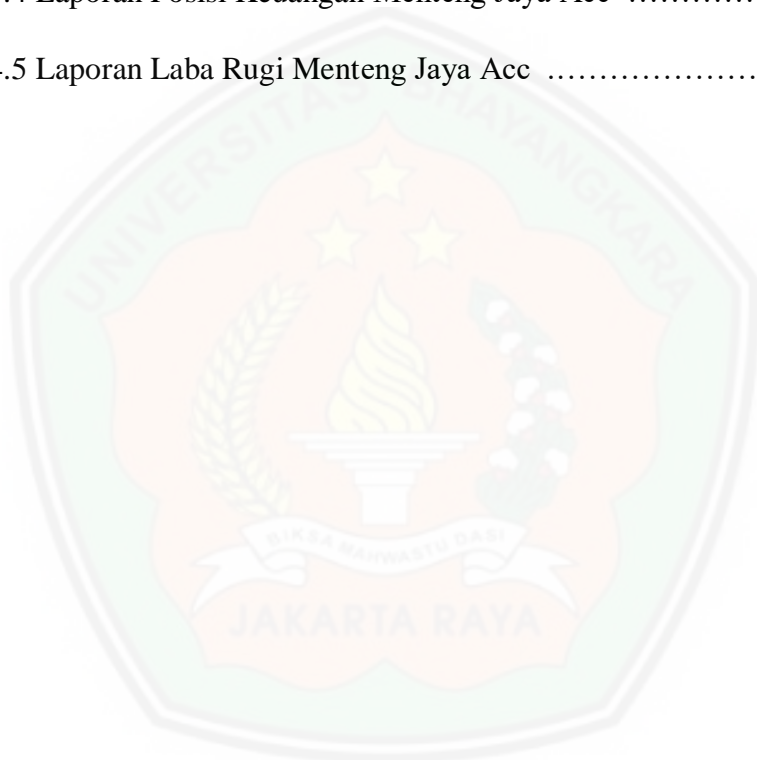 .4 Laporan Posisi Keuangan Menteng Jaya Acc …………
.5 Laporan Laba Rugi Menteng Jaya Acc …………………
UNIVERSITAS BHAYANGKARA
BIKSA MAHWASTU DASI
JAKARTA RAYA